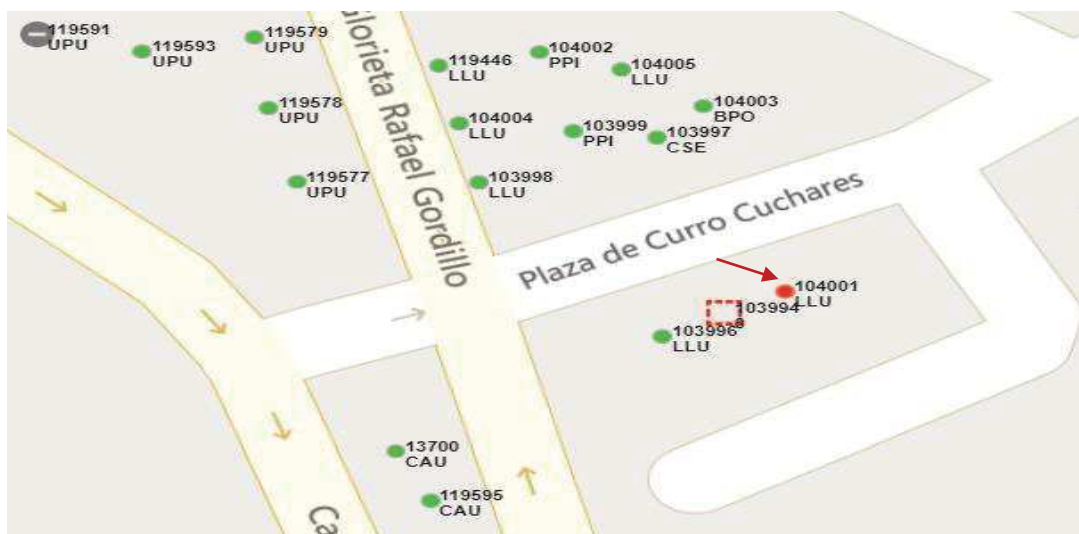 119591
UPU
119593
UPU
119579
UPU
119578
UPU
119577
UPU
Glorieta Rafael Gordillo
119446
LLU
104002
PPI
104005
LLU
104004
LLU
103999
PPI
104003
BPO
103997
CSE
103998
LLU
Plaza de Curro Cuchares
104001
LLU
103994
0
103996
LLU
13700
CAU
119595
CAU
Ca